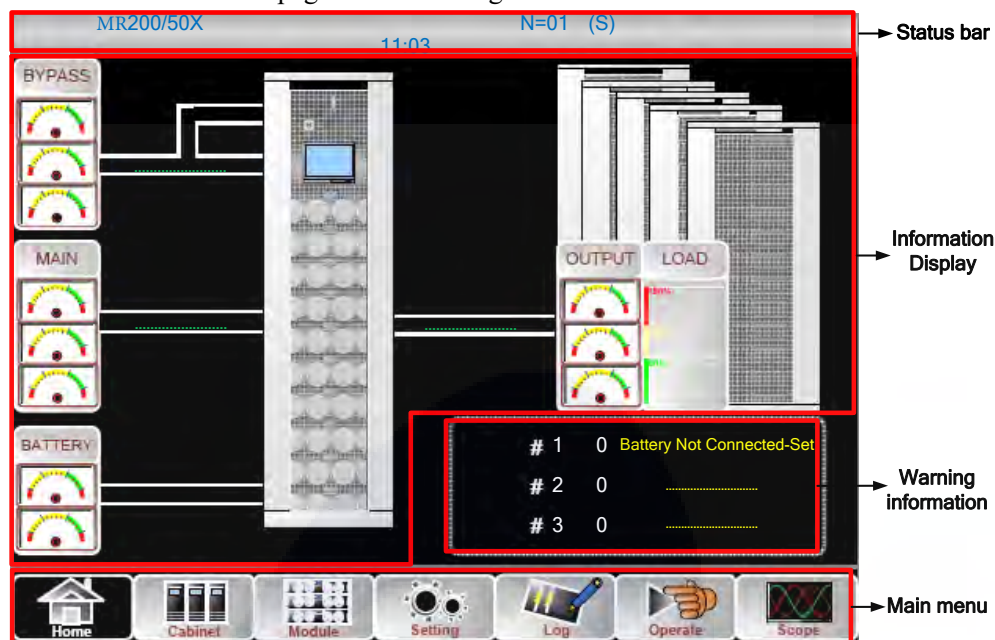 MR200/50X N=01 (S)
11:03
Status bar
BYPASS
MAIN
OUTPUT LOAD
Information
Display
BATTERY
# 1 0 Battery Not Connected-Set
# 2 0
# 3 0
Warning
information
Home Cabinet Module Setting Log Operate Scope
Main menu